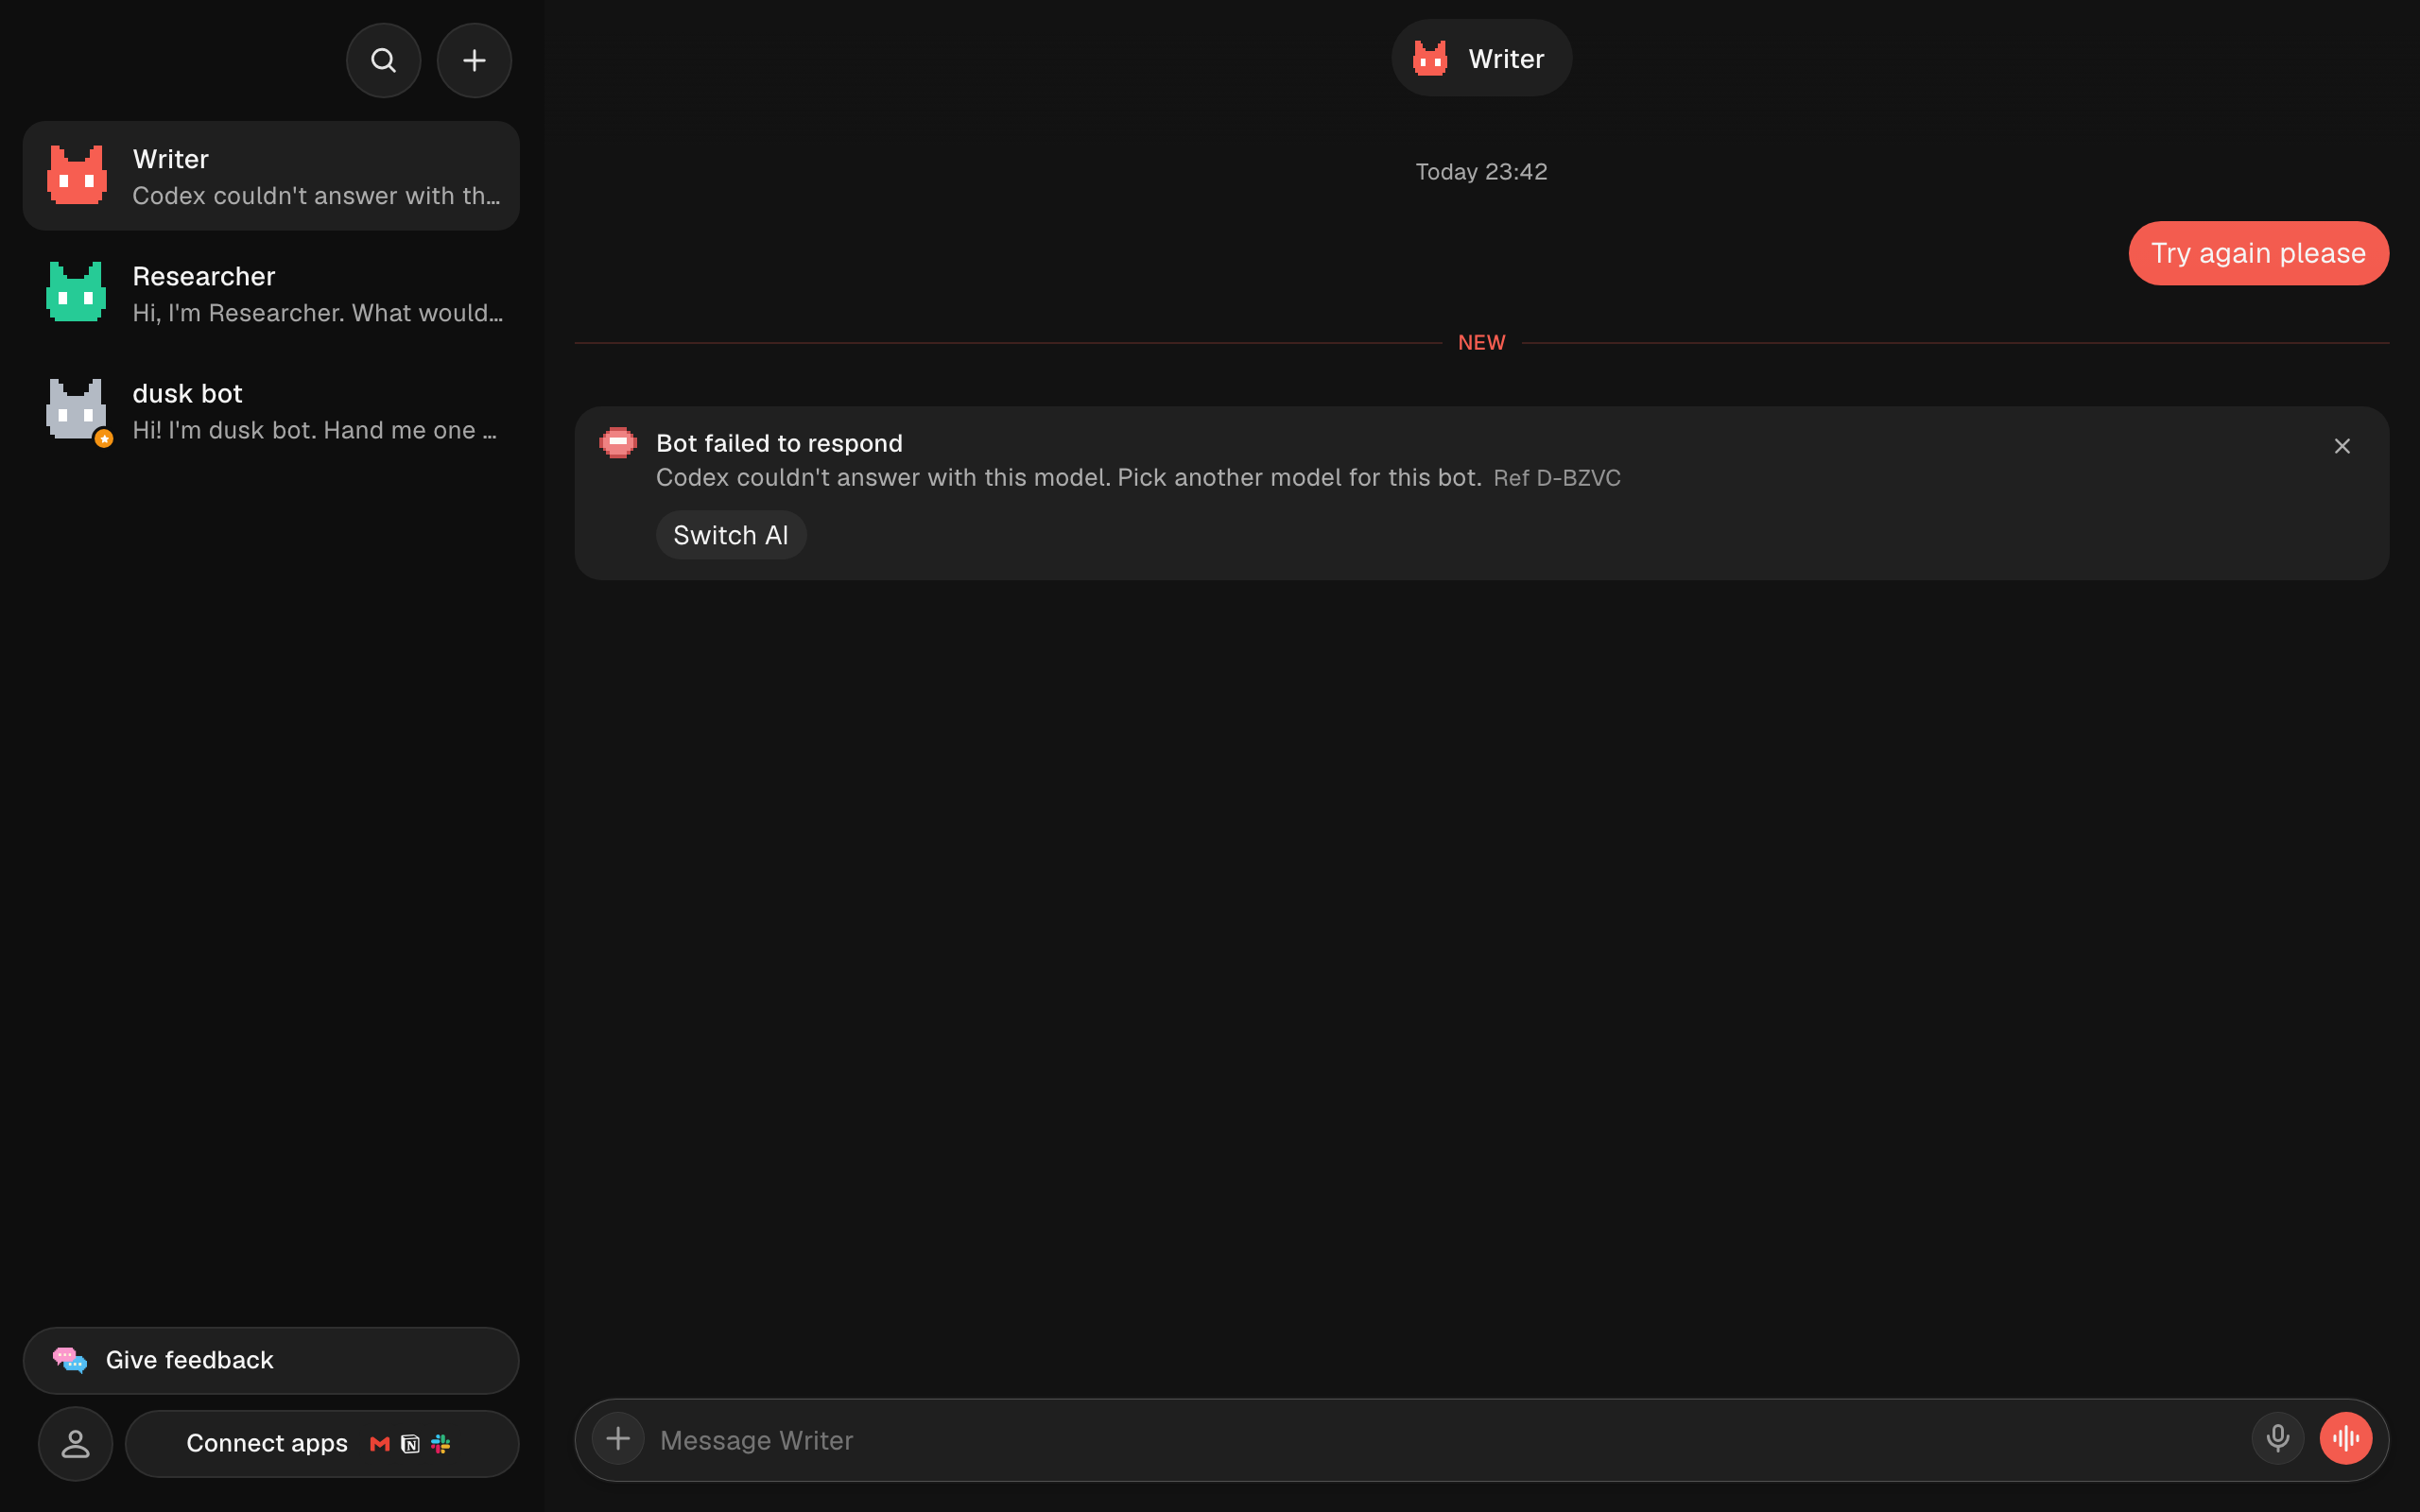 Writer
Codex couldn't answer with th...
Researcher
Hi, I'm Researcher. What would...
dusk bot
Hi! I'm dusk bot. Hand me one ...
Give feedback
Connect apps
Writer
Today 23:42
Try again please
NEW
Bot failed to respond
Codex couldn't answer with this model. Pick another model for this bot. Ref D-BZVC
Switch AI
Message Writer